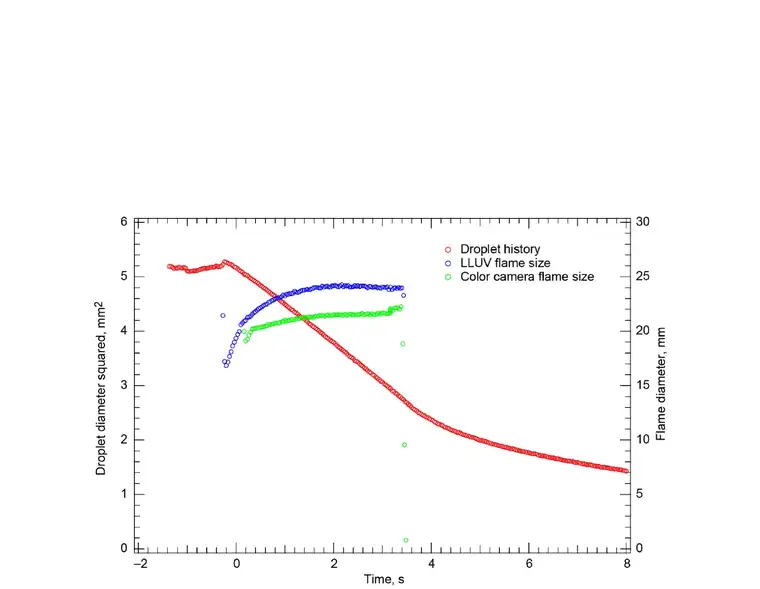 6
5
4
3
2
1
0
Droplet diameter squared, mm2
30
25
20
15
10
5
0
Flame diameter, mm
Droplet history
LLUV flame size
Color camera flame size
−2 0 2 4 6 8
Time, s